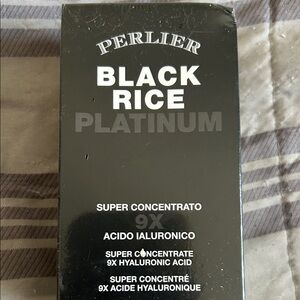 PERLIER
BLACK
RICE
PLATINUM
SUPER CONCENTRATO
9X
ACIDO IALURONICO
SUPER CONCENTRATE
9X HYALURONIC ACID
SUPER CONCENTRÉ
9X ACIDE HYALURONIQUE